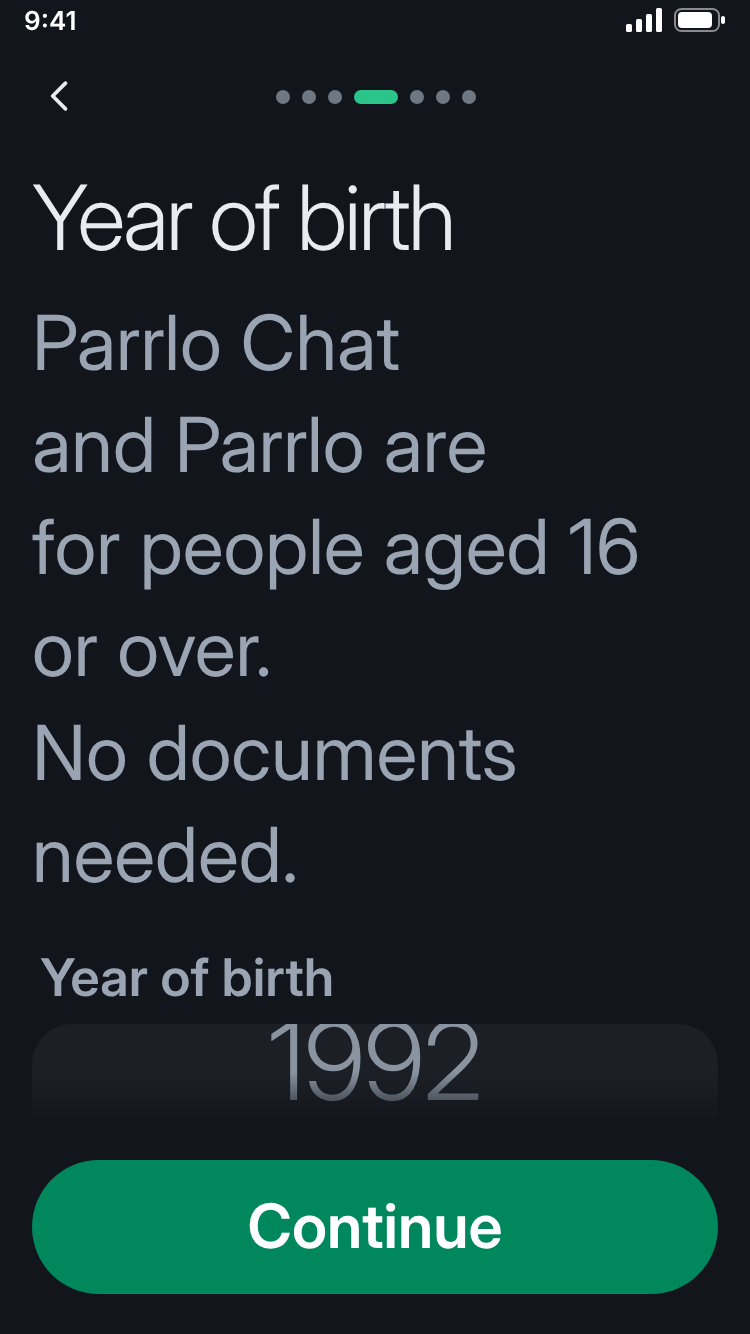 9:41
Year of birth
Parrlo Chat
and Parrlo are
for people aged 16
or over.
No documents
needed.
Year of birth
1992
Continue